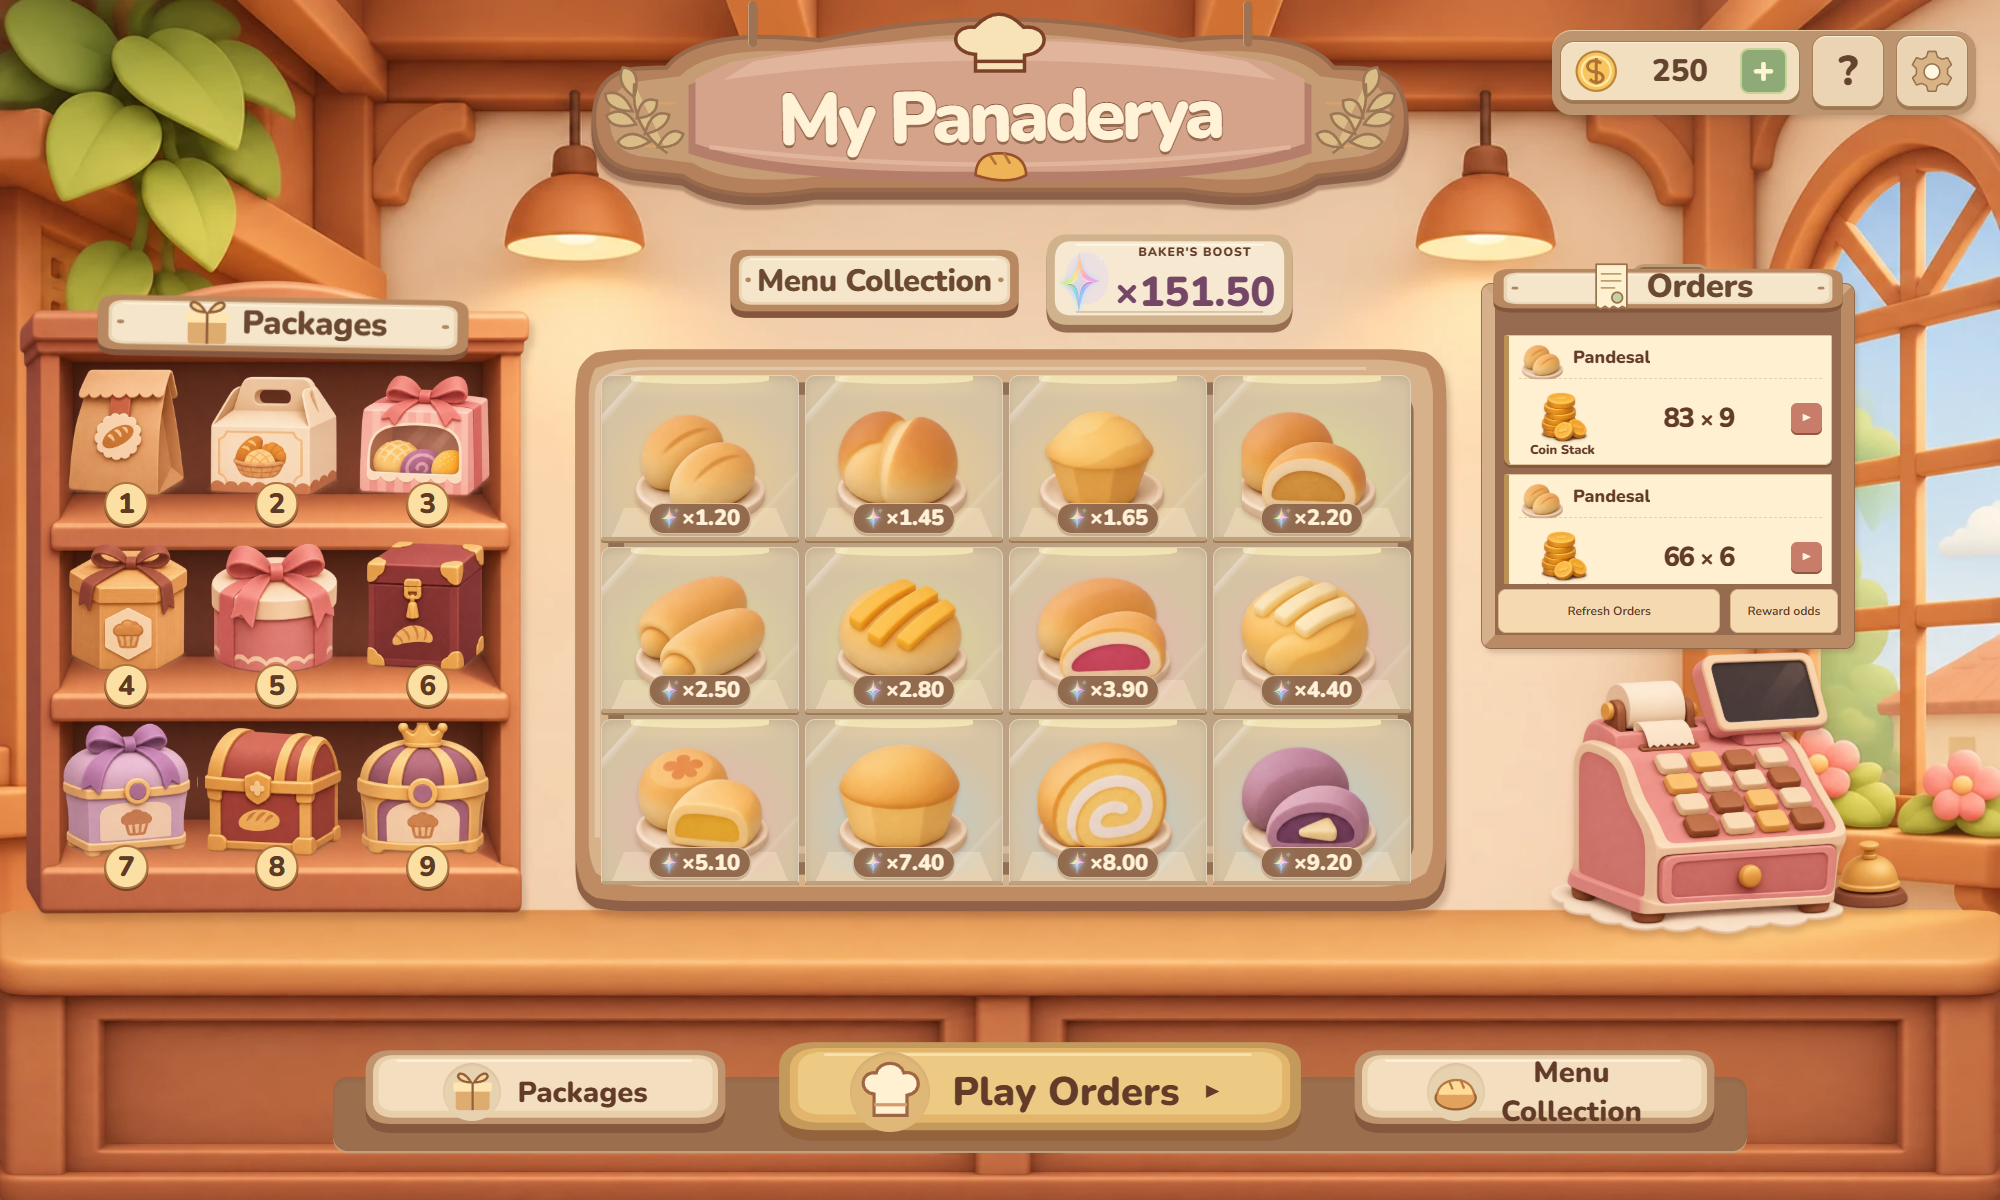 My Panaderya
250
+
?
Menu Collection
BAKER'S BOOST
×151.50
Packages
1
2
3
4
5
6
7
8
9
×1.20
×1.45
×1.65
×2.20
×2.50
×2.80
×3.90
×4.40
×5.10
×7.40
×8.00
×9.20
Orders
Pandesal
83 × 9
Coin Stack
Pandesal
66 × 6
Refresh Orders
Reward odds
Packages
Play Orders
Menu
Collection